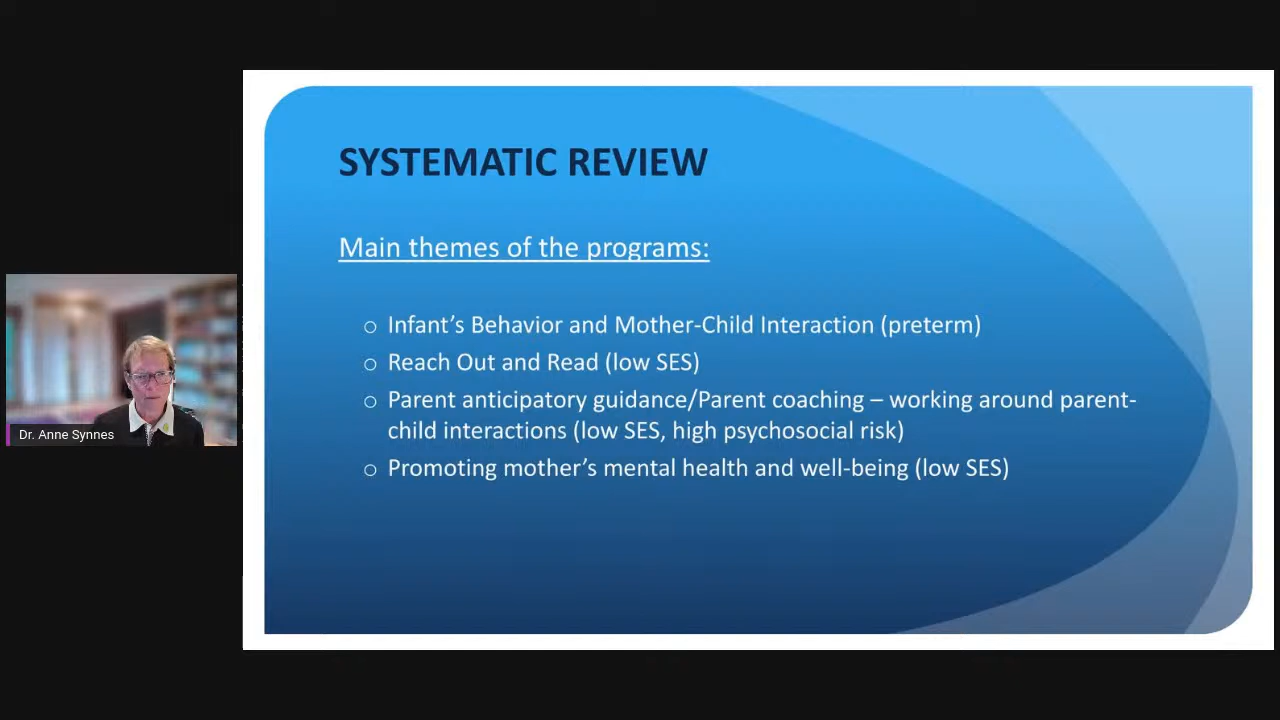 SYSTEMATIC REVIEW
Main themes of the programs:
○ Infant’s Behavior and Mother-Child Interaction (preterm)
○ Reach Out and Read (low SES)
○ Parent anticipatory guidance/Parent coaching – working around parent-
child interactions (low SES, high psychosocial risk)
○ Promoting mother’s mental health and well-being (low SES)
Dr. Anne Synnes